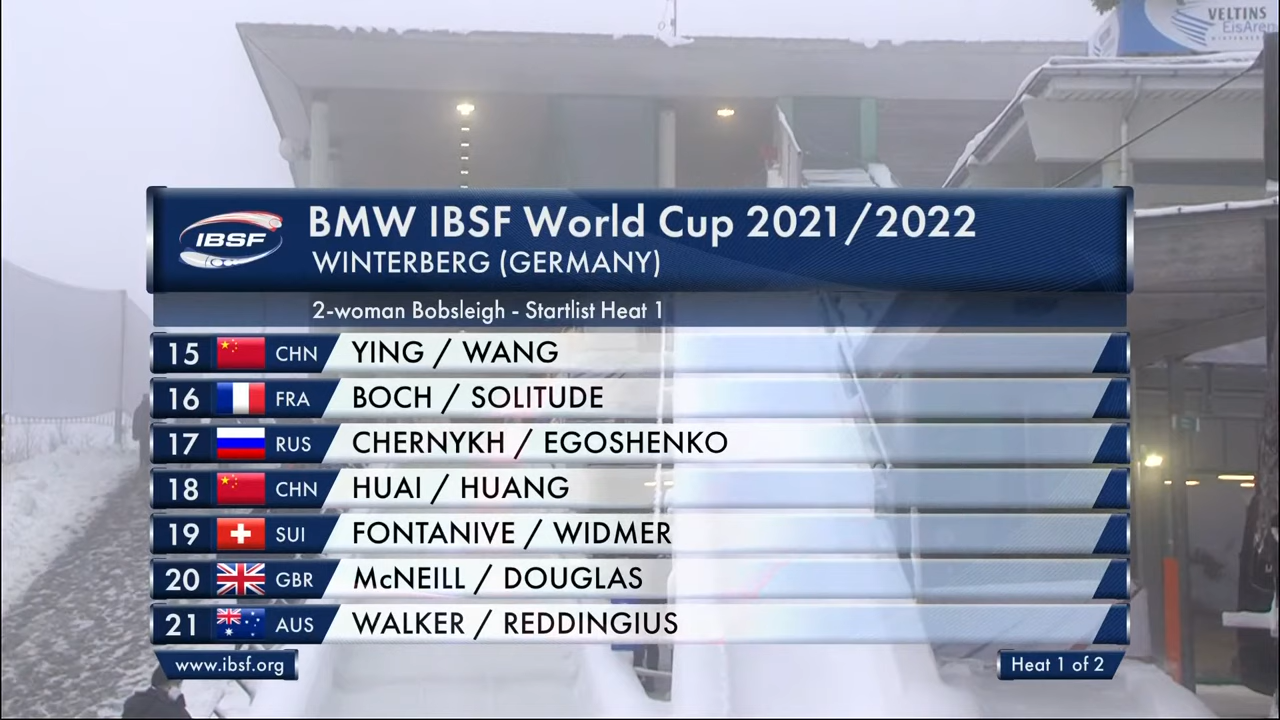 VELTINS
EisArena
WINTERBERG
IBSF
BMW IBSF World Cup 2021/2022
WINTERBERG (GERMANY)
2-woman Bobsleigh - Startlist Heat 1
15 CHN YING / WANG
16 FRA BOCH / SOLITUDE
17 RUS CHERNYKH / EGOSHENKO
18 CHN HUAI / HUANG
19 SUI FONTANIVE / WIDMER
20 GBR McNEILL / DOUGLAS
21 AUS WALKER / REDDINGIUS
www.ibsf.org
Heat 1 of 2